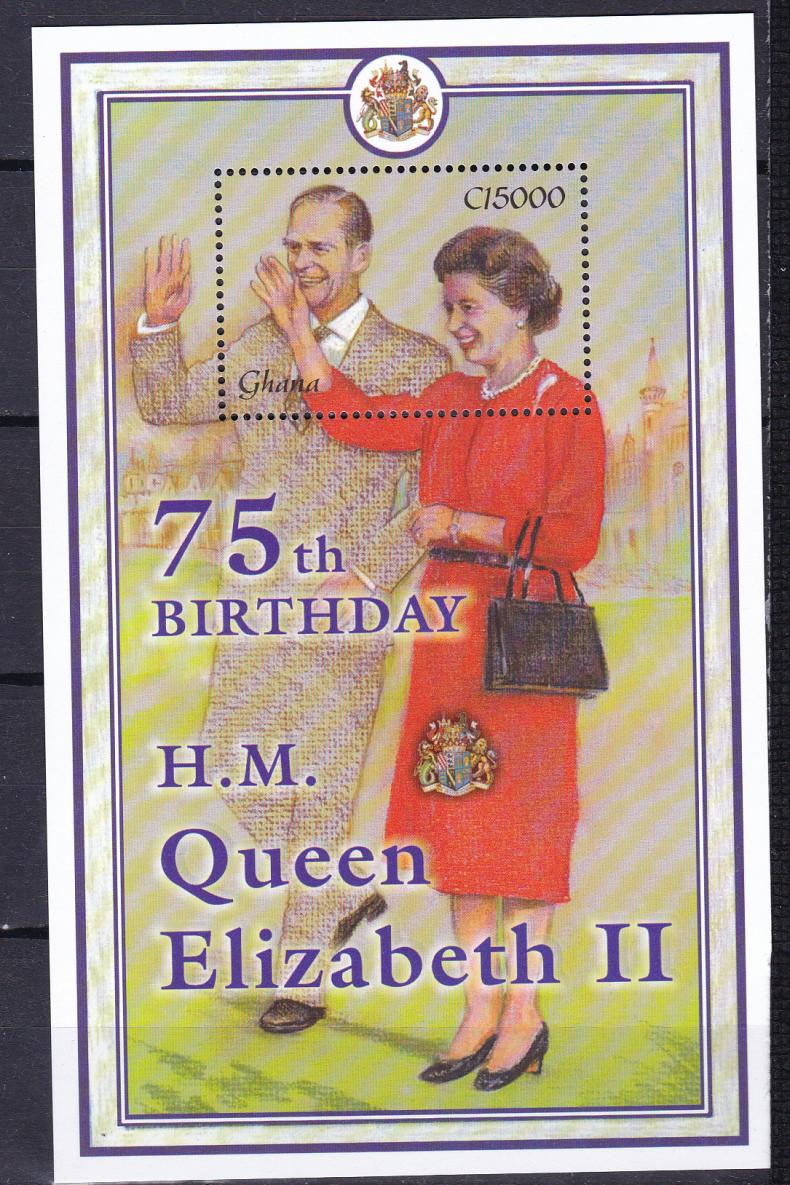 C15000
Ghana
75th
BIRTHDAY
H.M.
Queen
Elizabeth II